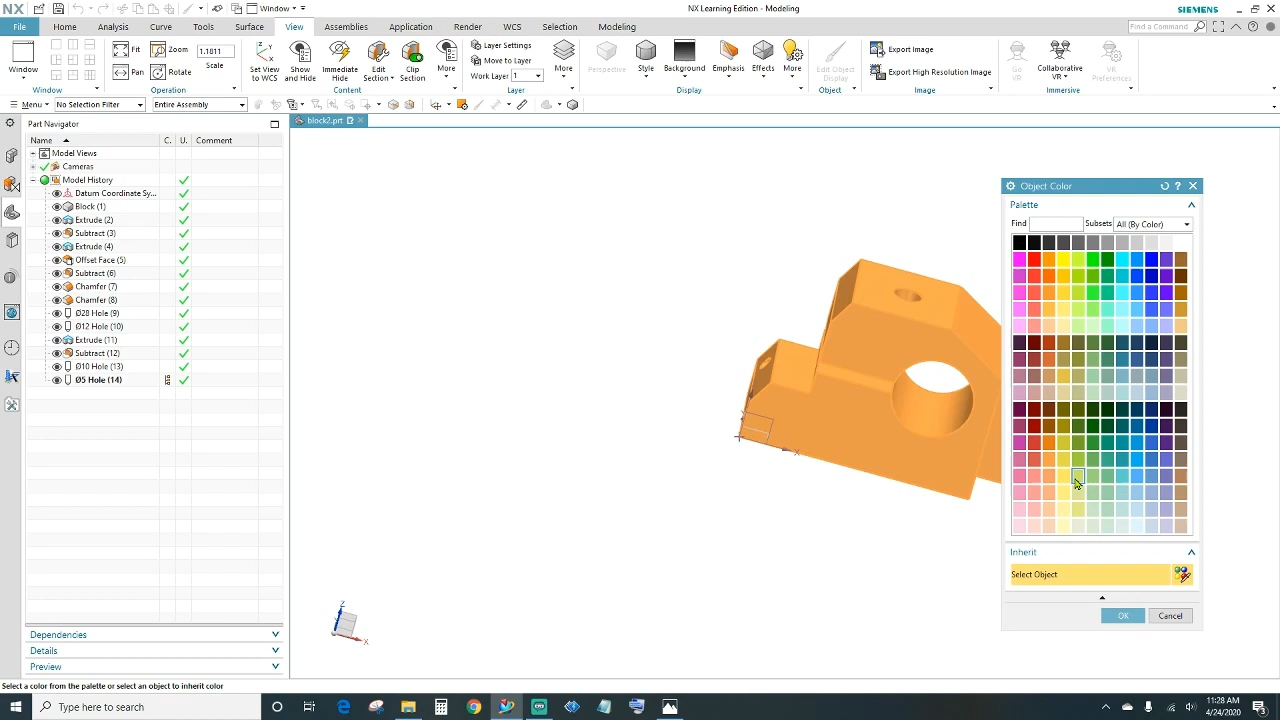 NX Window NX Learning Edition - Modeling SIEMENS
File Home Analysis Curve Tools Surface View Assemblies Application Render WCS Selection Modeling Find a Command
Window
Fit Zoom 1.1811
Pan Rotate Scale
Set View to WCS
Show and Hide
Immediate Hide
Edit Section
Clip Section
More
Layer Settings
Move to Layer
Work Layer 1
More
Perspective
Style
Background
Emphasis
Effects
More
Edit Object Display
Export Image
Export High Resolution Image
Go VR
Collaborative VR
VR Preferences
Window Operation Content Layer Display Object Image Immersive
Menu No Selection Filter Entire Assembly
Part Navigator
block2.prt
Name C. U. Comment
Model Views
Cameras
Model History
Datum Coordinate Sy...
Block (1)
Extrude (2)
Subtract (3)
Extrude (4)
Offset Face (5)
Subtract (6)
Chamfer (7)
Chamfer (8)
Ø28 Hole (9)
Ø12 Hole (10)
Extrude (11)
Subtract (12)
Ø10 Hole (13)
Ø5 Hole (14)
Dependencies
Details
Preview
X
Z
X
Object Color
Palette
Find Subsets All (By Color)
Inherit
Select Object
OK Cancel
Select a color from the palette or select an object to inherit color
Type here to search
11:28 AM
4/24/2020